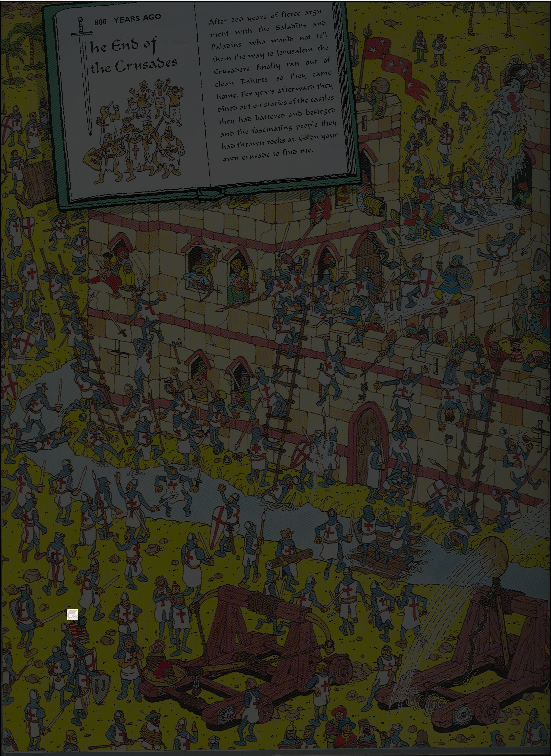 800 YEARS AGO
The End of
the Crusades
After 200 years of fierce argu
ment with the Saladins and
Paladins who would not tell
them the way to Jerusalem, the
Crusaders finally ran out of
clean T-shirts so they came
home. For years afterwards they
dined out on stories of the castles
they had battered and besieged
and the fascinating people they
had thrown rocks at. Listen your
own crusade to find me.